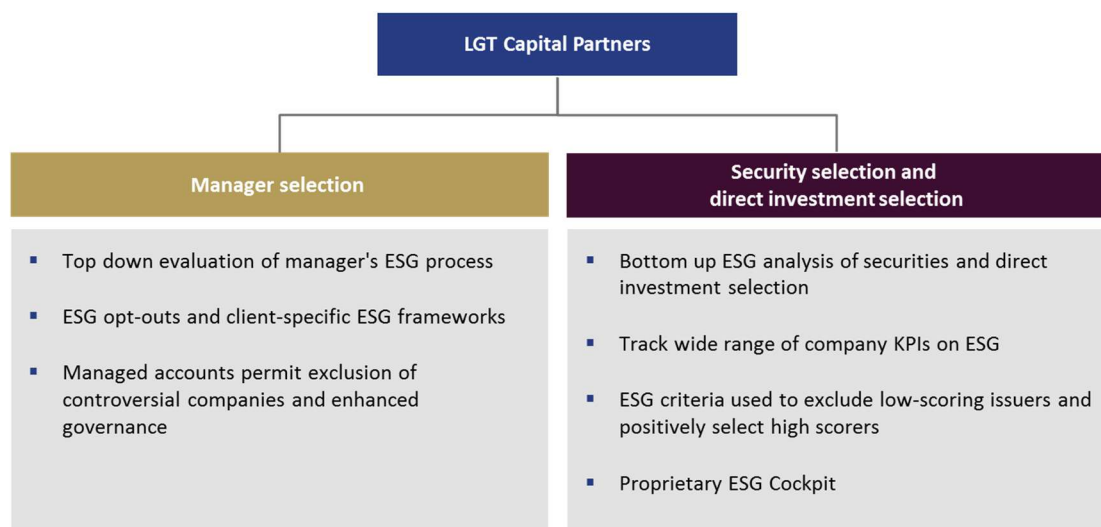 LGT Capital Partners
Manager selection
▪ Top down evaluation of manager's ESG process
▪ ESG opt-outs and client-specific ESG frameworks
▪ Managed accounts permit exclusion of
controversial companies and enhanced
governance
Security selection and
direct investment selection
▪ Bottom up ESG analysis of securities and direct
investment selection
▪ Track wide range of company KPIs on ESG
▪ ESG criteria used to exclude low-scoring issuers and
positively select high scorers
▪ Proprietary ESG Cockpit